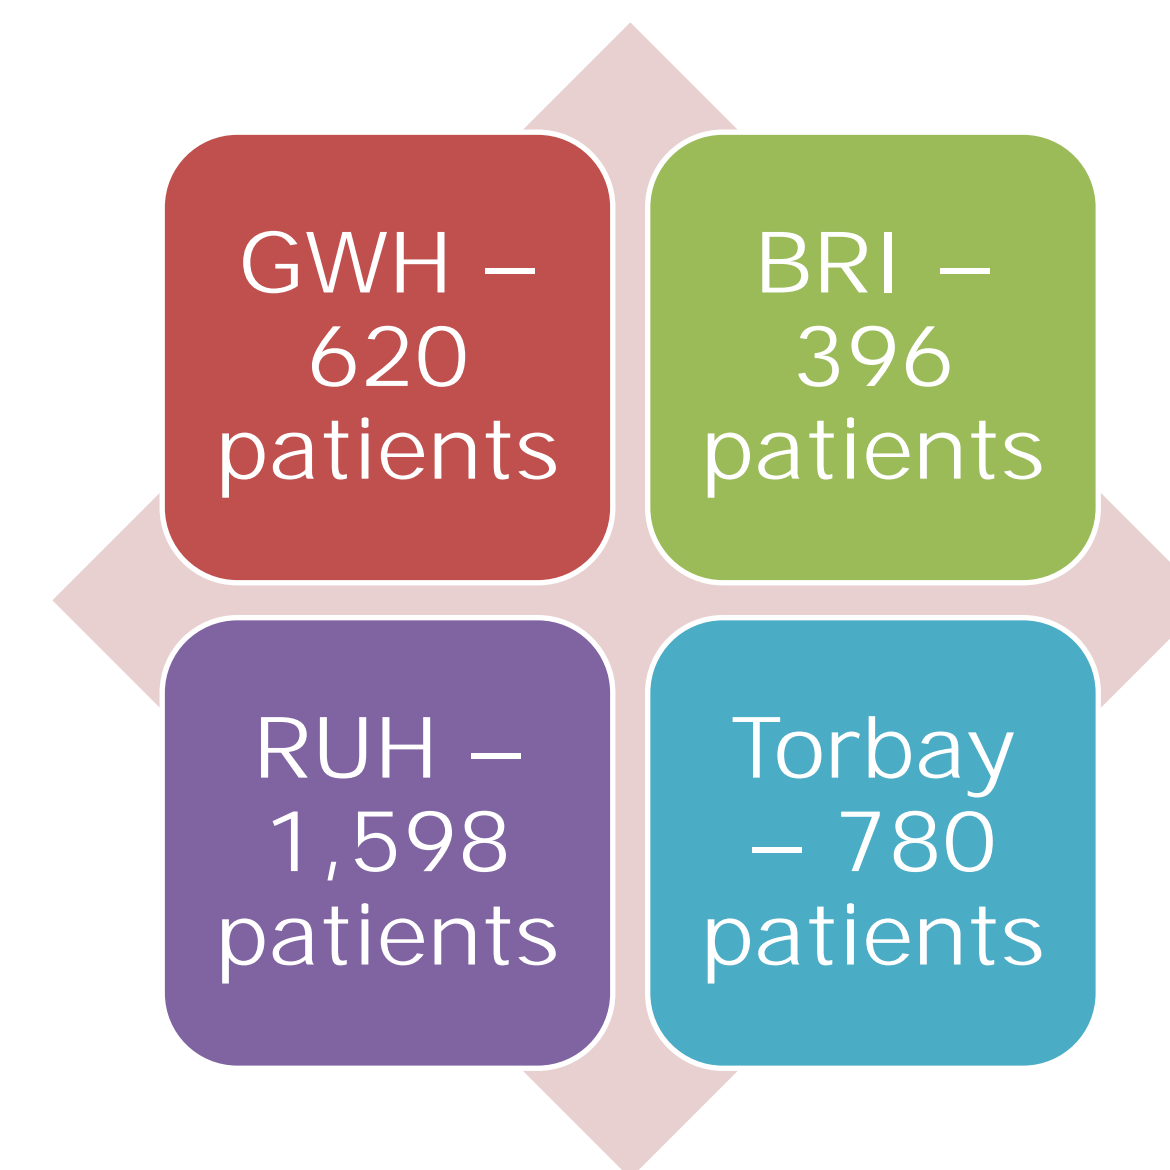 GWH –
620
patients
BRI –
396
patients
RUH –
1,598
patients
Torbay
– 780
patients